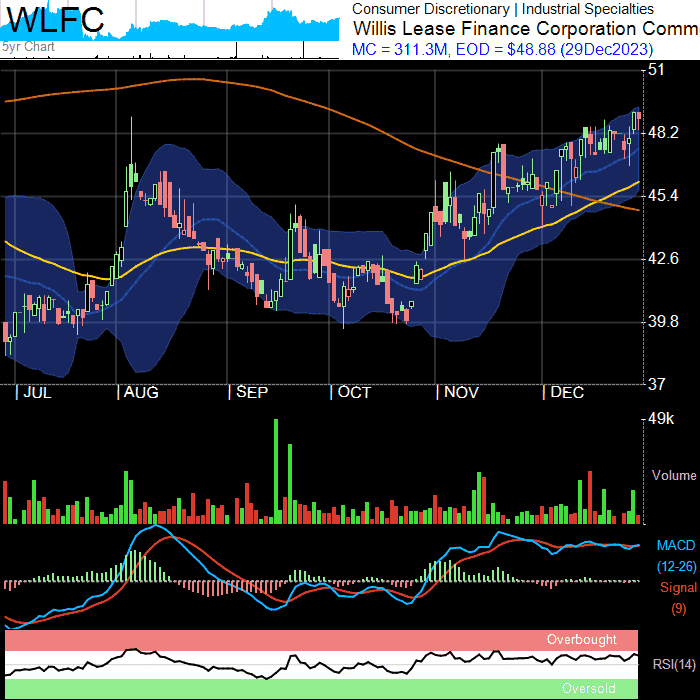 WLFC
5yr Chart
Consumer Discretionary | Industrial Specialties
Willis Lease Finance Corporation Comm
MC = 311.3M, EOD = $48.88 (29Dec2023)
51
48.2
45.4
42.6
39.8
37
JUL
AUG
SEP
OCT
NOV
DEC
49k
Volume
MACD
(12-26)
Signal
(9)
Overbought
RSI(14)
Oversold